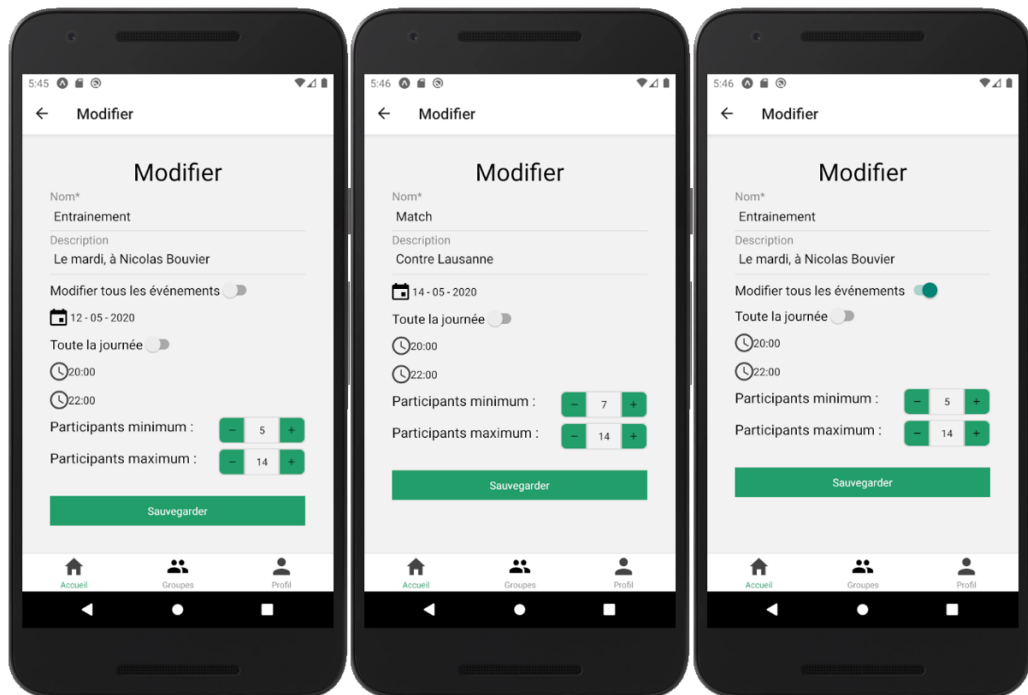 5:45
Modifier
Modifier
Nom*
Entrainement
Description
Le mardi, à Nicolas Bouvier
Modifier tous les événements
12 - 05 - 2020
Toute la journée
20:00
22:00
Participants minimum :
- 5 +
Participants maximum :
- 14 +
Sauvegarder
Accueil
Groupes
Profil
5:46
Modifier
Modifier
Nom*
Match
Description
Contre Lausanne
14 - 05 - 2020
Toute la journée
20:00
22:00
Participants minimum :
- 7 +
Participants maximum :
- 14 +
Sauvegarder
Accueil
Groupes
Profil
5:46
Modifier
Modifier
Nom*
Entrainement
Description
Le mardi, à Nicolas Bouvier
Modifier tous les événements
Toute la journée
20:00
22:00
Participants minimum :
- 5 +
Participants maximum :
- 14 +
Sauvegarder
Accueil
Groupes
Profil